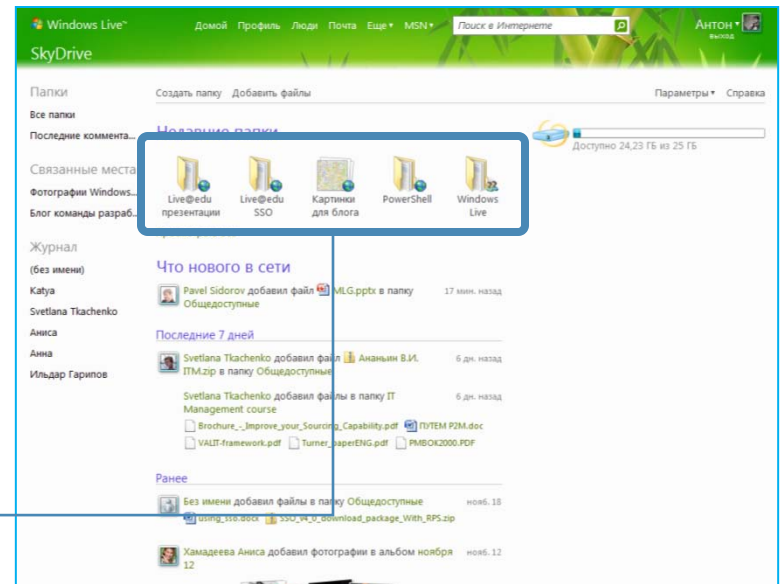 Windows Live™
Домой Профиль Люди Почта Еще MSN
Поиск в Интернете
Антон
выход
SkyDrive
Папки
Все папки
Последние коммента...
Связанные места
Фотографии Windows...
Блог команды разраб...
Журнал
(без имени)
Katya
Svetlana Tkachenko
Аниса
Анна
Ильдар Гарипов
Создать папку Добавить файлы
Параметры Справка
Недавние папки
Live@edu презентации
Live@edu SSO
Картинки для блога
PowerShell
Windows Live
Доступно 24,23 ГБ из 25 ГБ
Что нового в сети
Pavel Sidorov добавил файл MLG.pptx в папку 17 мин. назад
Общедоступные
Последние 7 дней
Svetlana Tkachenko добавил файл Ананьин В.И. 6 дн. назад
ITM.zip в папку Общедоступные
Svetlana Tkachenko добавил файлы в папку IT 6 дн. назад
Management course
Brochure_-_Improve_your_Sourcing_Capability.pdf ПУТЕМ P2M.doc
VALIT-framework.pdf Turner_paperENG.pdf PMBOK2000.PDF
Ранее
Без имени добавил файлы в папку Общедоступные нояб. 18
using_sso.docx SSO_v4_0_download_package_With_RPS.zip
Хамадеева Аниса добавил фотографии в альбом ноября нояб. 12
12